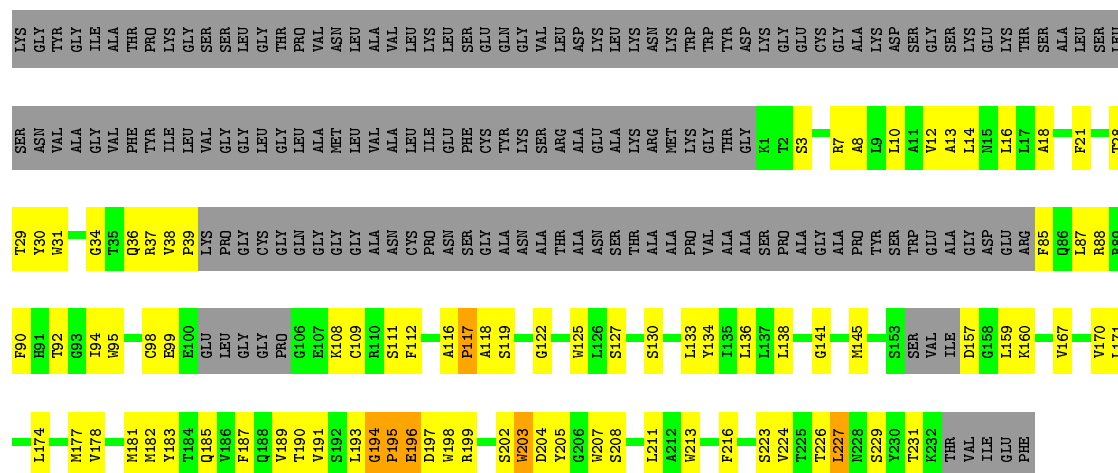 LYS GLY TYR GLY ILE ALA THR PRO LYS GLY SER SER LEU GLY THR PRO VAL ASN LEU ALA VAL LEU LYS LEU SER GLU GLN GLY VAL LEU ASP LYS LEU LYS ASN LYS TRP TRP TYR ASP LYS GLY GLU CYS GLY ALA LYS ASP SER GLY SER LYS GLU LYS THR SER ALA LEU SER LEU
SER ASN VAL ALA GLY VAL PHE TYR ILE LEU VAL GLY GLY LEU GLY LEU ALA MET LEU VAL ALA LEU ILE GLU PHE CYS TYR LYS SER ARG ALA GLU ALA LYS ARG MET LYS GLY THR GLY K1 T2 S3 R7 A8 L9 L10 A11 V12 A13 L14 N15 L16 L17 A18 F21 T28
T29 Y30 W31 G34 T35 Q36 R37 V38 P39 LYS PRO GLY CYS GLY GLN GLY GLY GLY ALA ASN CYS PRO ASN SER GLY ALA ASN ALA THR ALA ASN SER THR ALA ALA PRO VAL ALA ALA SER PRO ALA GLY ALA PRO TYR SER TRP GLU ALA GLY ASP GLU ARG F85 Q86 L87 R88 R89
F90 H91 T92 G93 I94 W95 C98 E99 E100 GLU LEU GLY GLY PRO G106 E107 K108 C109 R110 S111 F112 A116 P117 A118 S119 G122 W125 L126 S127 S130 L133 Y134 I135 L136 L137 L138 G141 M145 S153 SER VAL ILE D157 G158 L159 K160 V167 V170 L171
L174 M177 V178 M181 M182 Y183 T184 Q185 V186 F187 Q188 V189 T190 V191 S192 L193 G194 P195 E196 D197 W198 R199 S202 W203 D204 Y205 G206 W207 S208 L211 A212 W213 F216 S223 V224 T225 T226 L227 N228 S229 Y230 T231 K232 THR VAL ILE GLU PHE